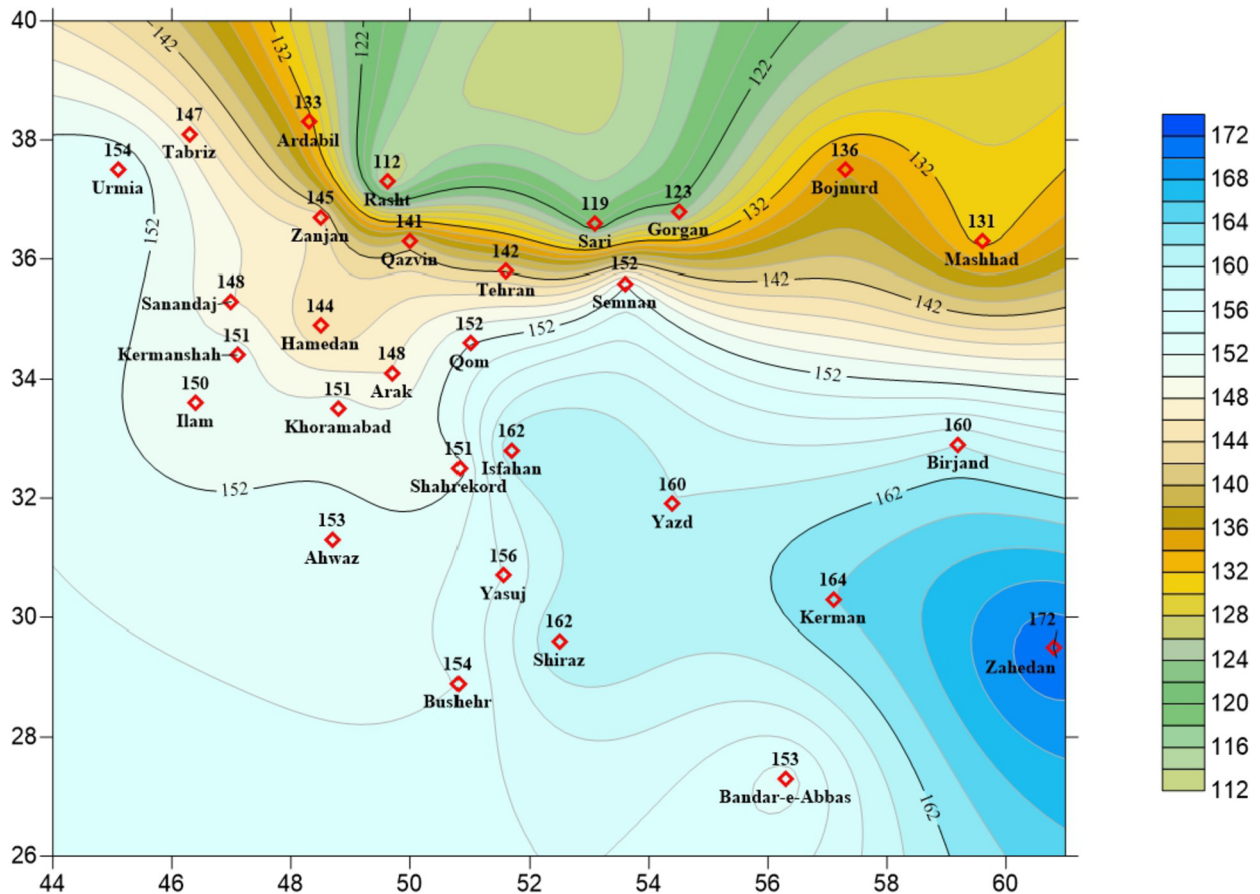 40
38
36
34
32
30
28
26
44
46
48
50
52
54
56
58
60
142
132
122
122
132
132
142
142
152
152
152
152
162
162
147
Tabriz
133
Ardabil
154
Urmia
112
Rasht
145
Zanjan
141
Qazvin
142
Tehran
119
Sari
123
Gorgan
136
Bojnurd
131
Mashhad
152
Semnan
148
Sanandaj
144
Hamedan
151
Kermanshah
152
Qom
148
Arak
150
Ilam
151
Khoramabad
151
Shahrekord
162
Isfahan
160
Birjand
160
Yazd
153
Ahwaz
156
Yasuj
164
Kerman
162
Shiraz
172
Zahedan
154
Bushehr
153
Bandar-e-Abbas
172
168
164
160
156
152
148
144
140
136
132
128
124
120
116
112